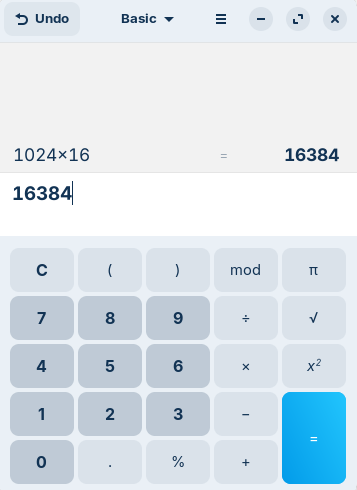 Undo Basic
1024×16 = 16384
16384
C ( ) mod π
7 8 9 ÷ √
4 5 6 × x²
1 2 3 −
0 . % + =